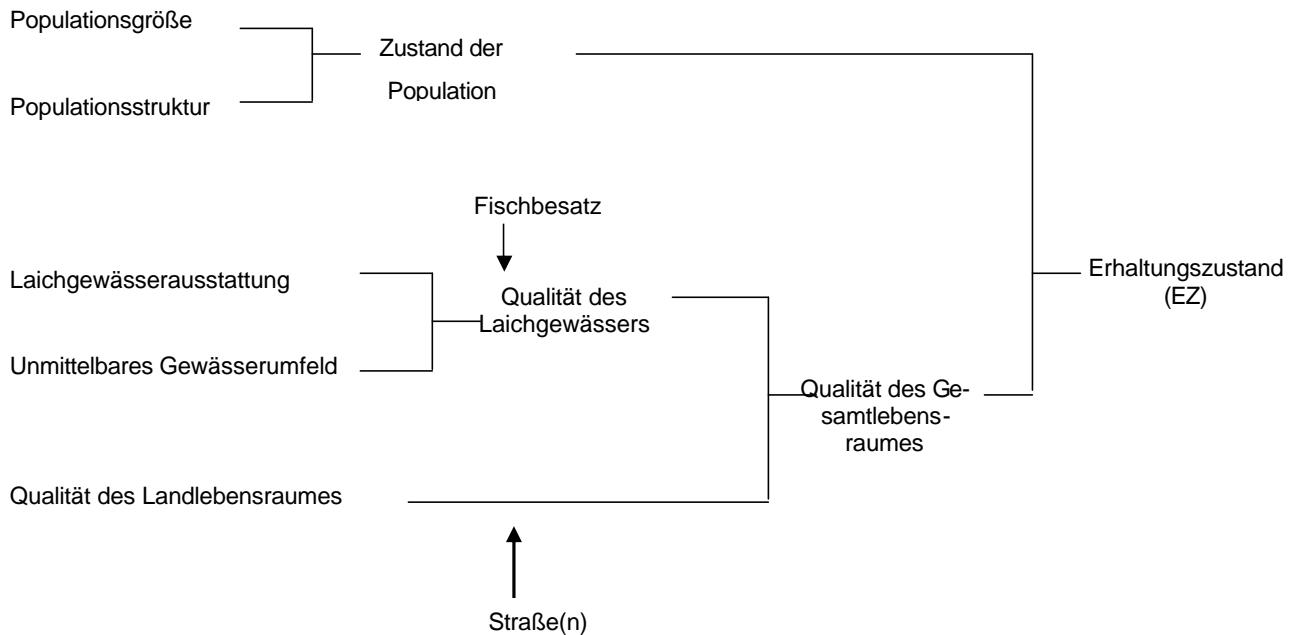 Populationsgröße
Zustand der
Population
Populationsstruktur
Fischbesatz
Laichgewässerausstattung
Qualität des
Laichgewässers
Erhaltungszustand
(EZ)
Unmittelbares Gewässerumfeld
Qualität des Ge-
samtlebens-
raumes
Qualität des Landlebensraumes
Straße(n)